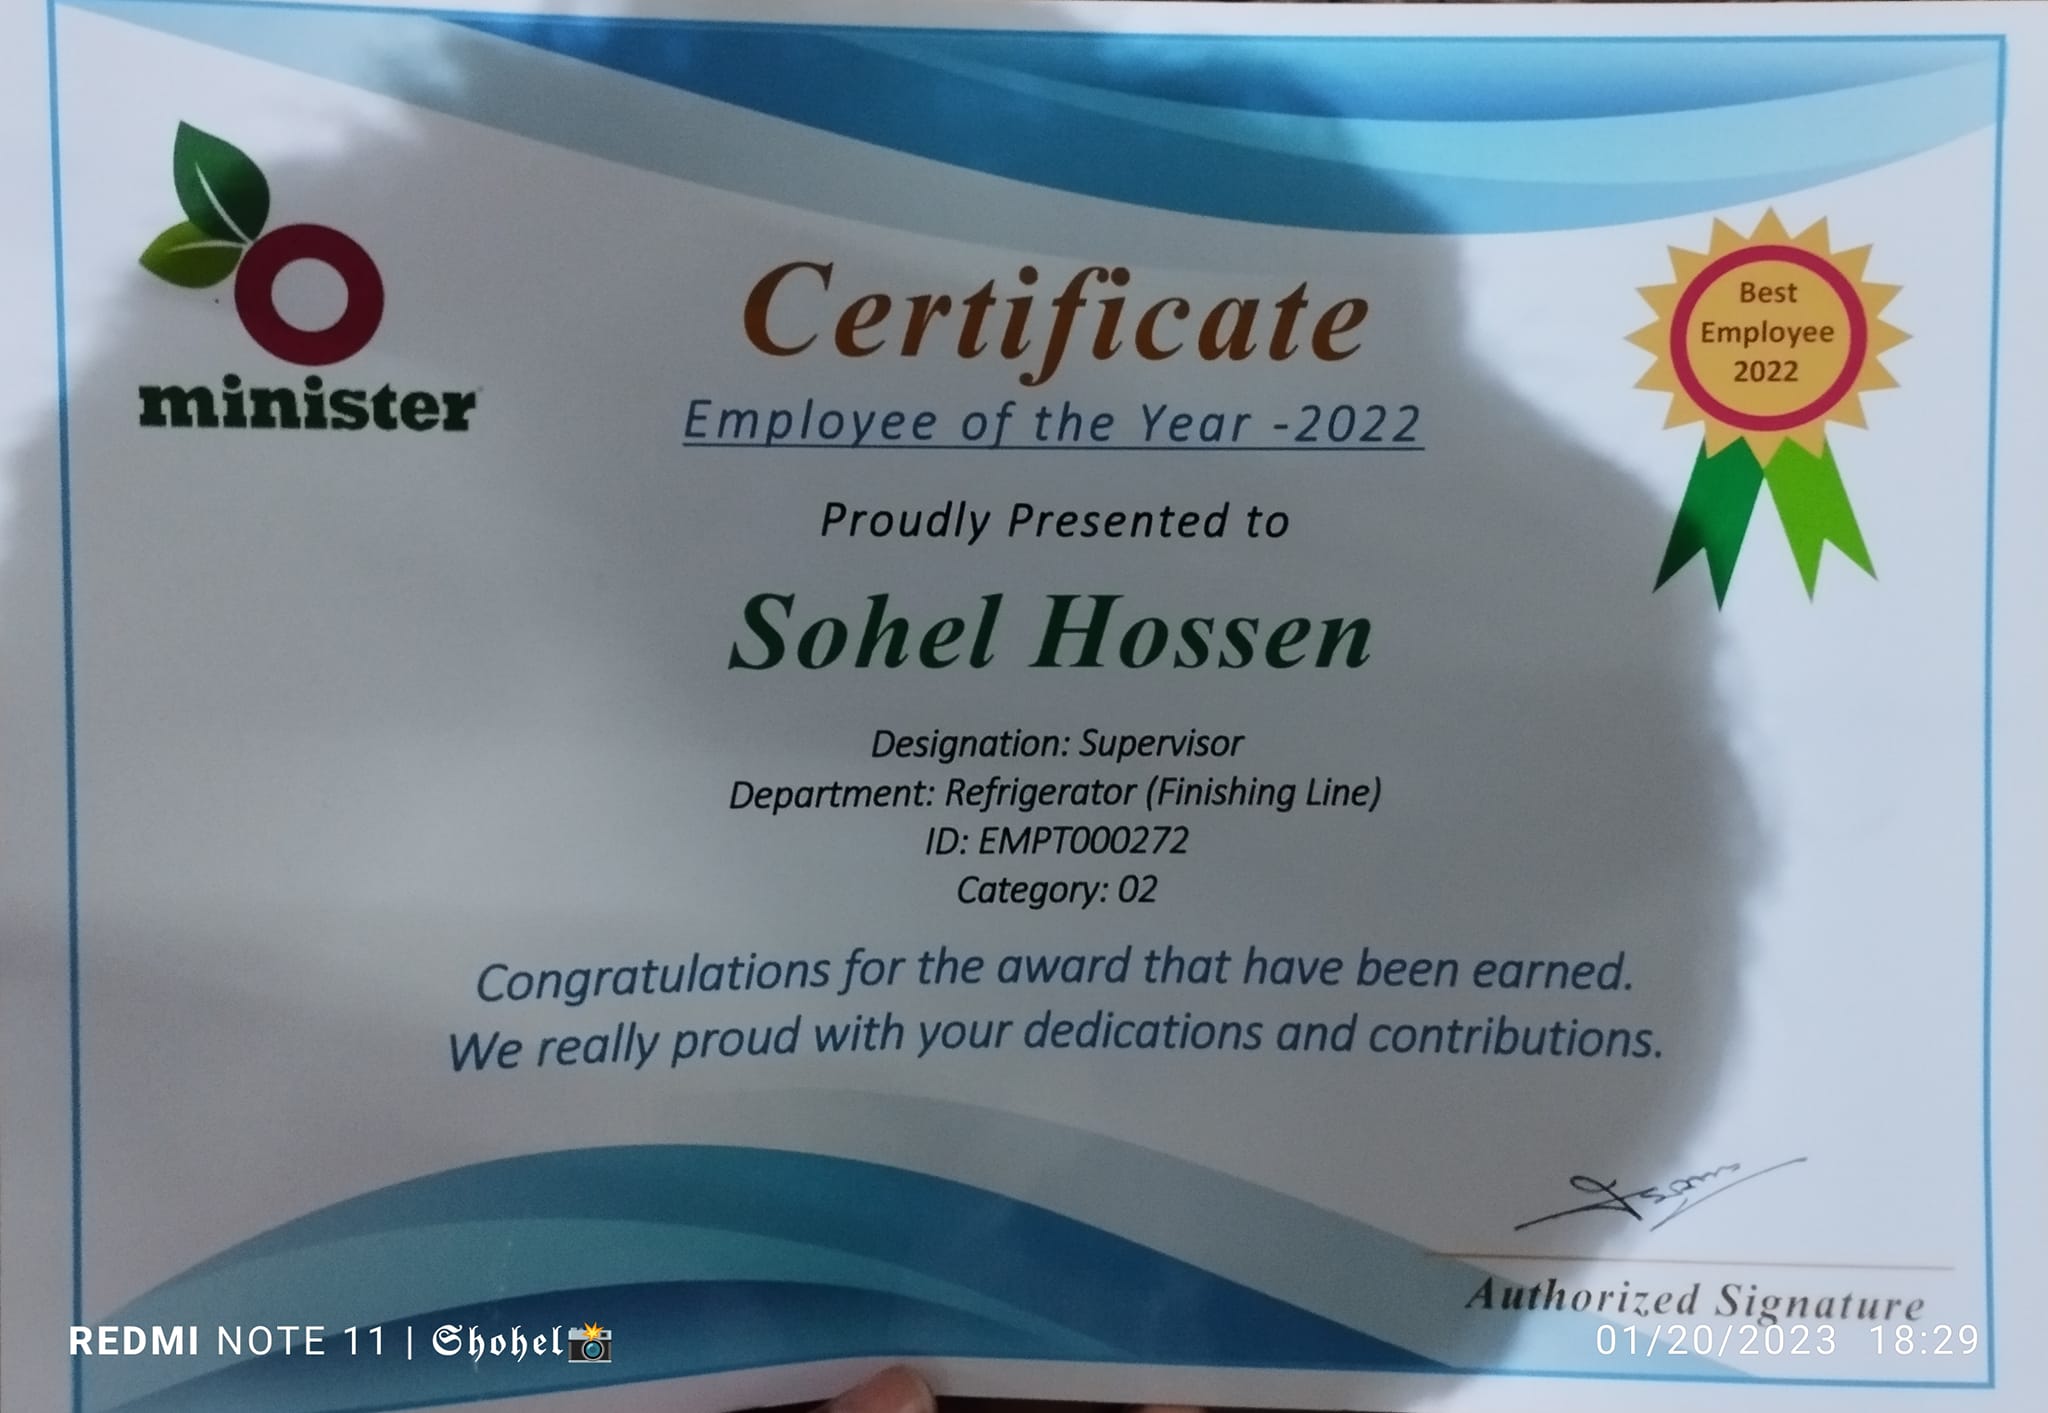 minister
Certificate
Best
Employee
2022
Employee of the Year -2022
Proudly Presented to
Sohel Hossen
Designation: Supervisor
Department: Refrigerator (Finishing Line)
ID: EMPT000272
Category: 02
Congratulations for the award that have been earned.
We really proud with your dedications and contributions.
Authorized Signature
REDMI NOTE 11 | 𝕾𝖍𝖔𝖍𝖊𝖑📸
01/20/2023 18:29